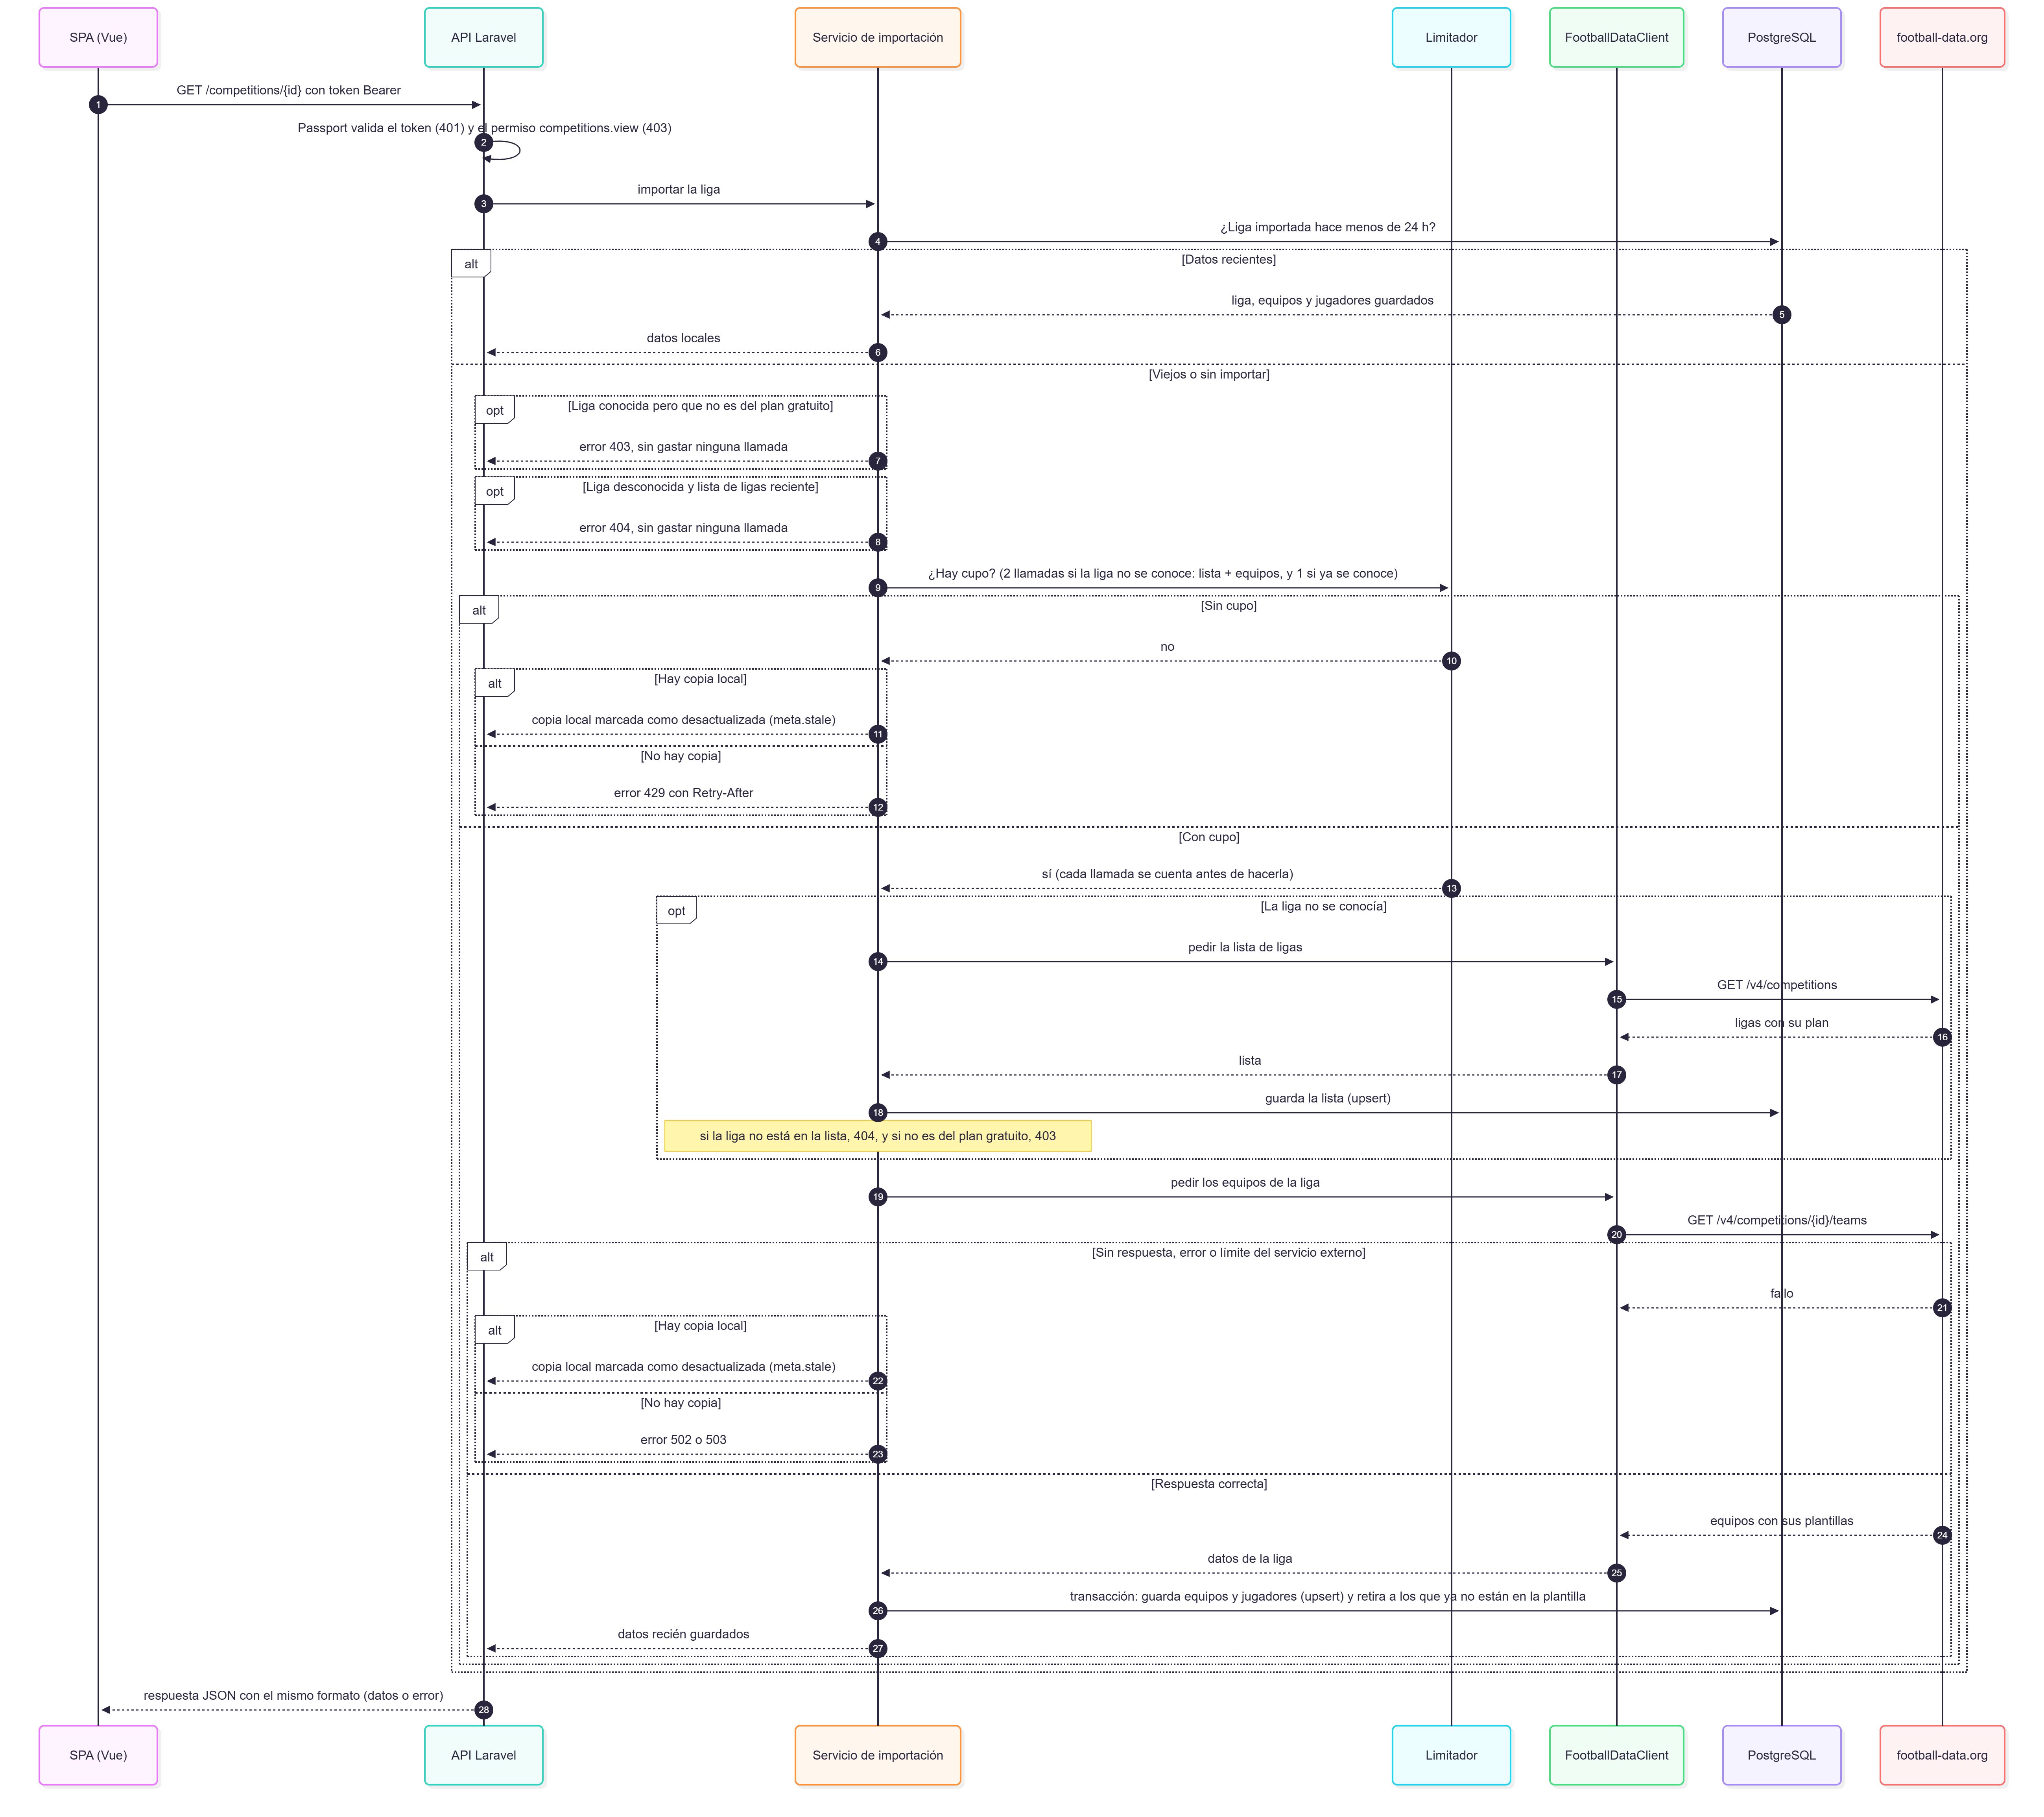 SPA (Vue)
API Laravel
Servicio de importación
Limitador
FootballDataClient
PostgreSQL
football-data.org
GET /competitions/{id} con token Bearer
1
Passport valida el token (401) y el permiso competitions.view (403)
2
importar la liga
3
¿Liga importada hace menos de 24 h?
4
alt
[Datos recientes]
liga, equipos y jugadores guardados
5
datos locales
6
[Viejos o sin importar]
opt
[Liga conocida pero que no es del plan gratuito]
error 403, sin gastar ninguna llamada
7
opt
[Liga desconocida y lista de ligas reciente]
error 404, sin gastar ninguna llamada
8
¿Hay cupo? (2 llamadas si la liga no se conoce: lista + equipos, y 1 si ya se conoce)
9
alt
[Sin cupo]
no
10
alt
[Hay copia local]
copia local marcada como desactualizada (meta.stale)
11
[No hay copia]
error 429 con Retry-After
12
[Con cupo]
sí (cada llamada se cuenta antes de hacerla)
13
opt
[La liga no se conocía]
pedir la lista de ligas
14
GET /v4/competitions
15
ligas con su plan
16
lista
17
guarda la lista (upsert)
18
si la liga no está en la lista, 404, y si no es del plan gratuito, 403
pedir los equipos de la liga
19
GET /v4/competitions/{id}/teams
20
alt
[Sin respuesta, error o límite del servicio externo]
fallo
21
alt
[Hay copia local]
copia local marcada como desactualizada (meta.stale)
22
[No hay copia]
error 502 o 503
23
[Respuesta correcta]
equipos con sus plantillas
24
datos de la liga
25
transacción: guarda equipos y jugadores (upsert) y retira a los que ya no están en la plantilla
26
datos recién guardados
27
respuesta JSON con el mismo formato (datos o error)
28
SPA (Vue)
API Laravel
Servicio de importación
Limitador
FootballDataClient
PostgreSQL
football-data.org